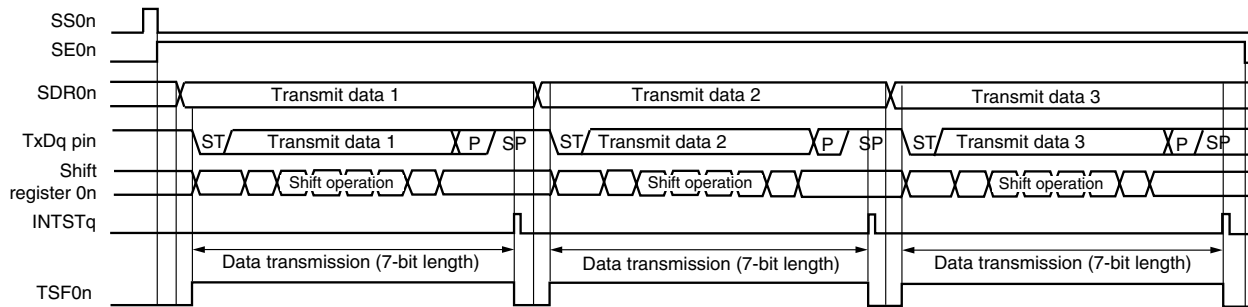 SS0n
SE0n
SDR0n Transmit data 1 Transmit data 2 Transmit data 3
TxDq pin ST Transmit data 1 P SP ST Transmit data 2 P SP ST Transmit data 3 P SP
Shift
register 0n Shift operation Shift operation Shift operation
INTSTq
Data transmission (7-bit length) Data transmission (7-bit length) Data transmission (7-bit length)
TSF0n